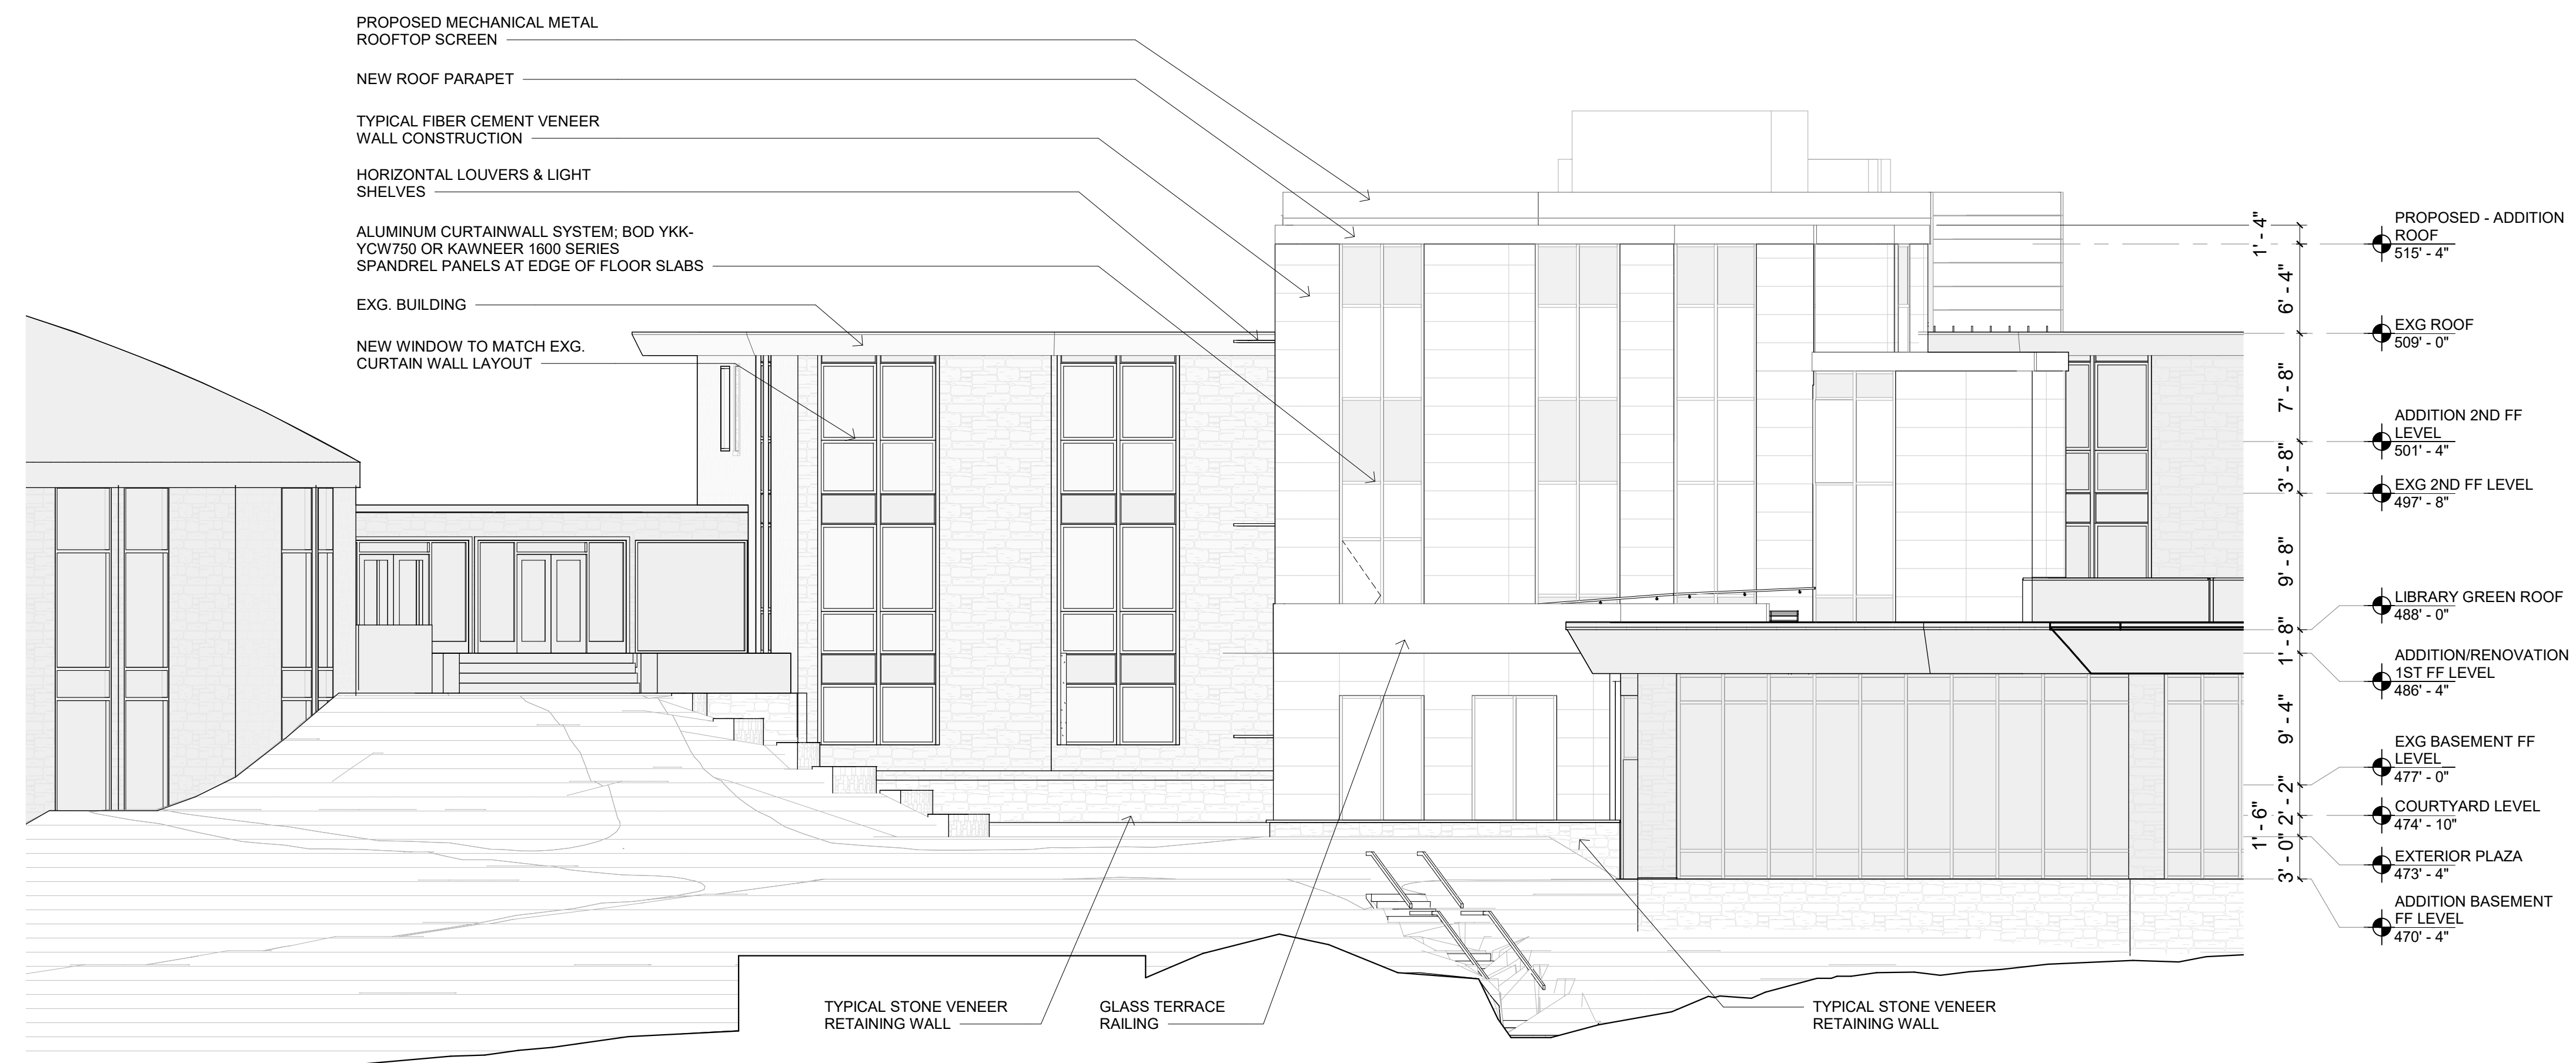 PROPOSED MECHANICAL METAL
ROOFTOP SCREEN
NEW ROOF PARAPET
TYPICAL FIBER CEMENT VENEER
WALL CONSTRUCTION
HORIZONTAL LOUVERS & LIGHT
SHELVES
ALUMINUM CURTAINWALL SYSTEM; BOD YKK-
YCW750 OR KAWNEER 1600 SERIES
SPANDREL PANELS AT EDGE OF FLOOR SLABS
EXG. BUILDING
NEW WINDOW TO MATCH EXG.
CURTAIN WALL LAYOUT
TYPICAL STONE VENEER
RETAINING WALL
GLASS TERRACE
RAILING
TYPICAL STONE VENEER
RETAINING WALL
1' - 4"
6' - 4"
7' - 8"
3' - 8"
9' - 8"
1' - 8"
9' - 4"
2' - 2"
1' - 6"
3' - 0"
PROPOSED - ADDITION
ROOF
515' - 4"
EXG ROOF
509' - 0"
ADDITION 2ND FF
LEVEL
501' - 4"
EXG 2ND FF LEVEL
497' - 8"
LIBRARY GREEN ROOF
488' - 0"
ADDITION/RENOVATION
1ST FF LEVEL
486' - 4"
EXG BASEMENT FF
LEVEL
477' - 0"
COURTYARD LEVEL
474' - 10"
EXTERIOR PLAZA
473' - 4"
ADDITION BASEMENT
FF LEVEL
470' - 4"